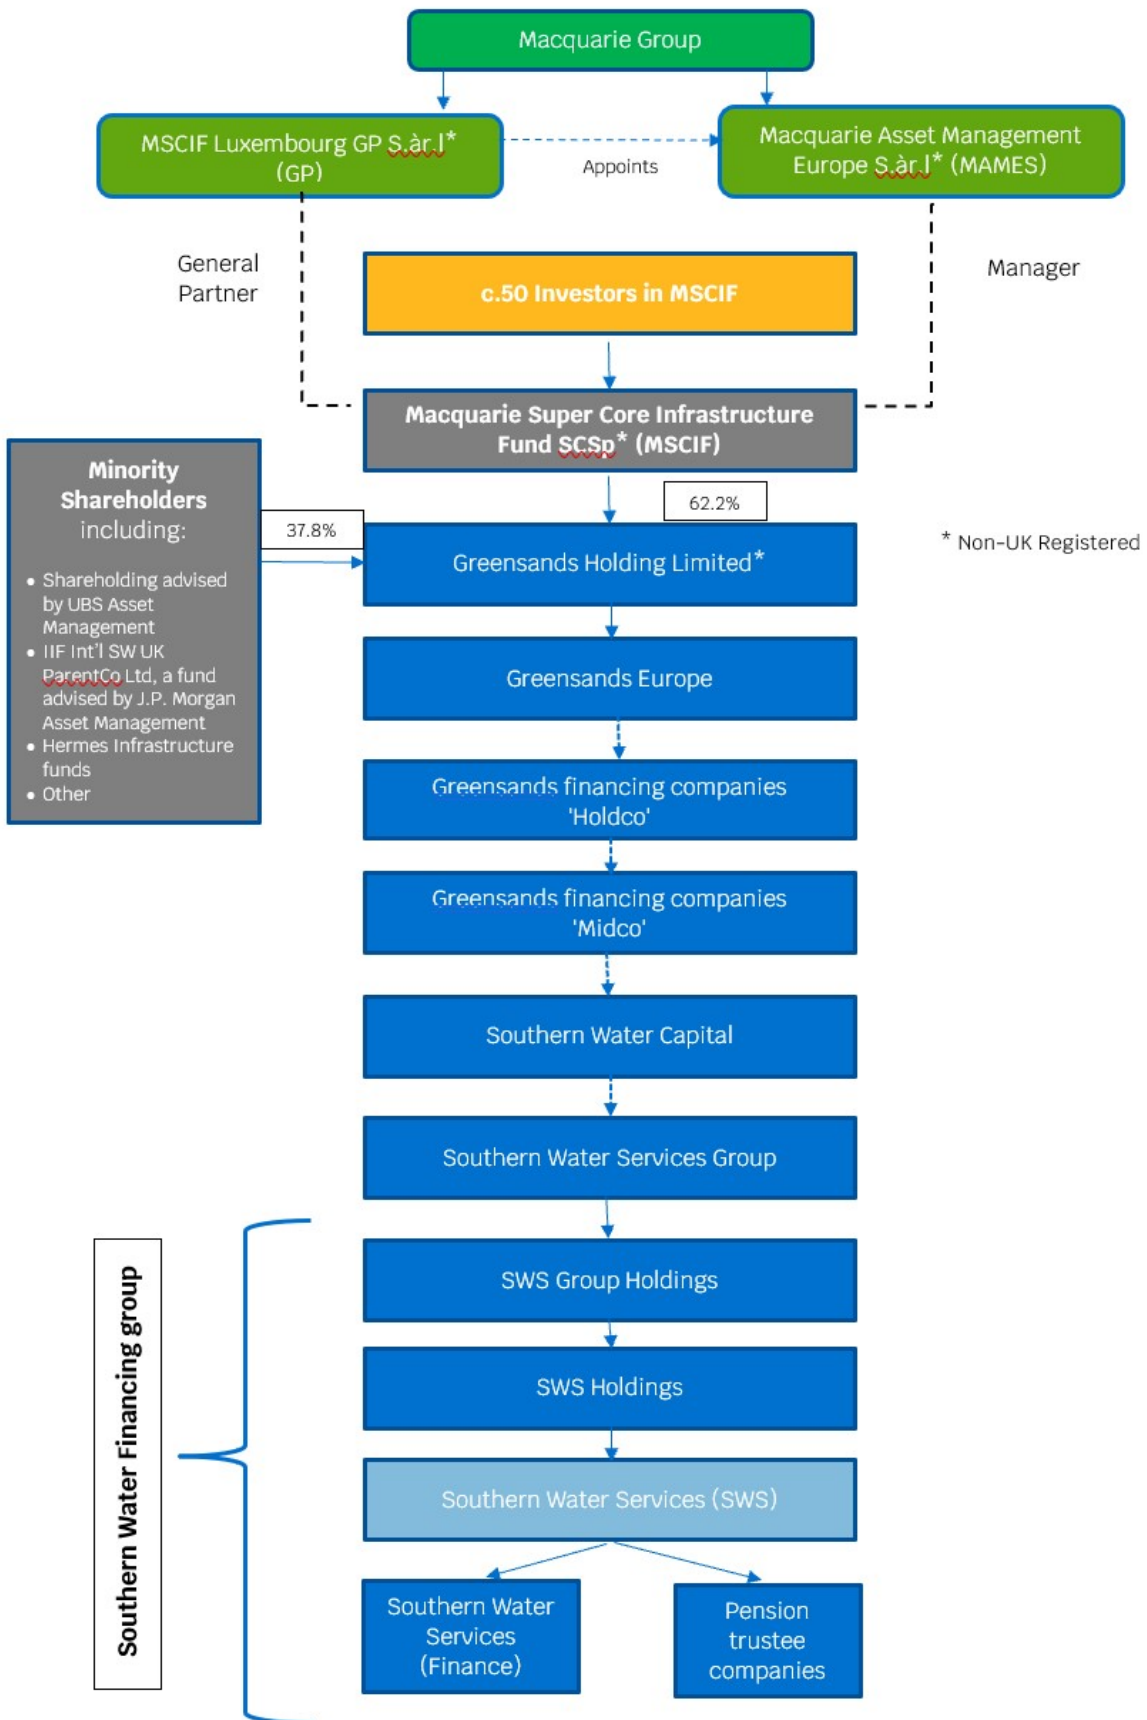 Macquarie Group
MSCIF Luxembourg GP S.àr.l*
(GP)
Appoints
Macquarie Asset Management
Europe S.àr.l* (MAMES)
General
Partner
Manager
c.50 Investors in MSCIF
Macquarie Super Core Infrastructure
Fund SCSp* (MSCIF)
Minority
Shareholders
including:
• Shareholding advised
by UBS Asset
Management
• IIF Int'l SW UK
ParentCo Ltd, a fund
advised by J.P. Morgan
Asset Management
• Hermes Infrastructure
funds
• Other
37.8%
62.2%
* Non-UK Registered
Greensands Holding Limited*
Greensands Europe
Greensands financing companies
'Holdco'
Greensands financing companies
'Midco'
Southern Water Capital
Southern Water Services Group
Southern Water Financing group
SWS Group Holdings
SWS Holdings
Southern Water Services (SWS)
Southern Water
Services
(Finance)
Pension
trustee
companies